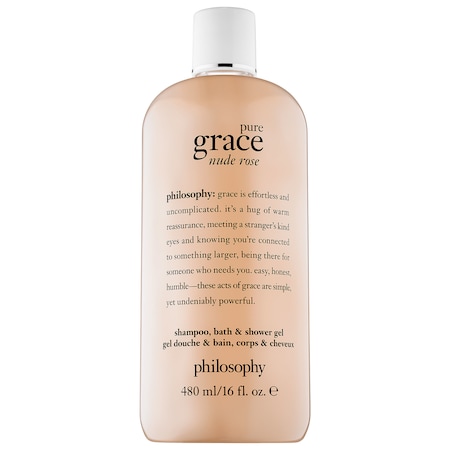 pure
grace
nude rose
philosophy: grace is effortless and
uncomplicated. it's a hug of warm
reassurance, meeting a stranger's kind
eyes and knowing you're connected
to something larger, being there for
someone who needs you. easy, honest,
humble—these acts of grace are simple,
yet undeniably powerful.
shampoo, bath & shower gel
gel douche & bain, corps & cheveux
philosophy
480 ml/16 fl. oz. ℮